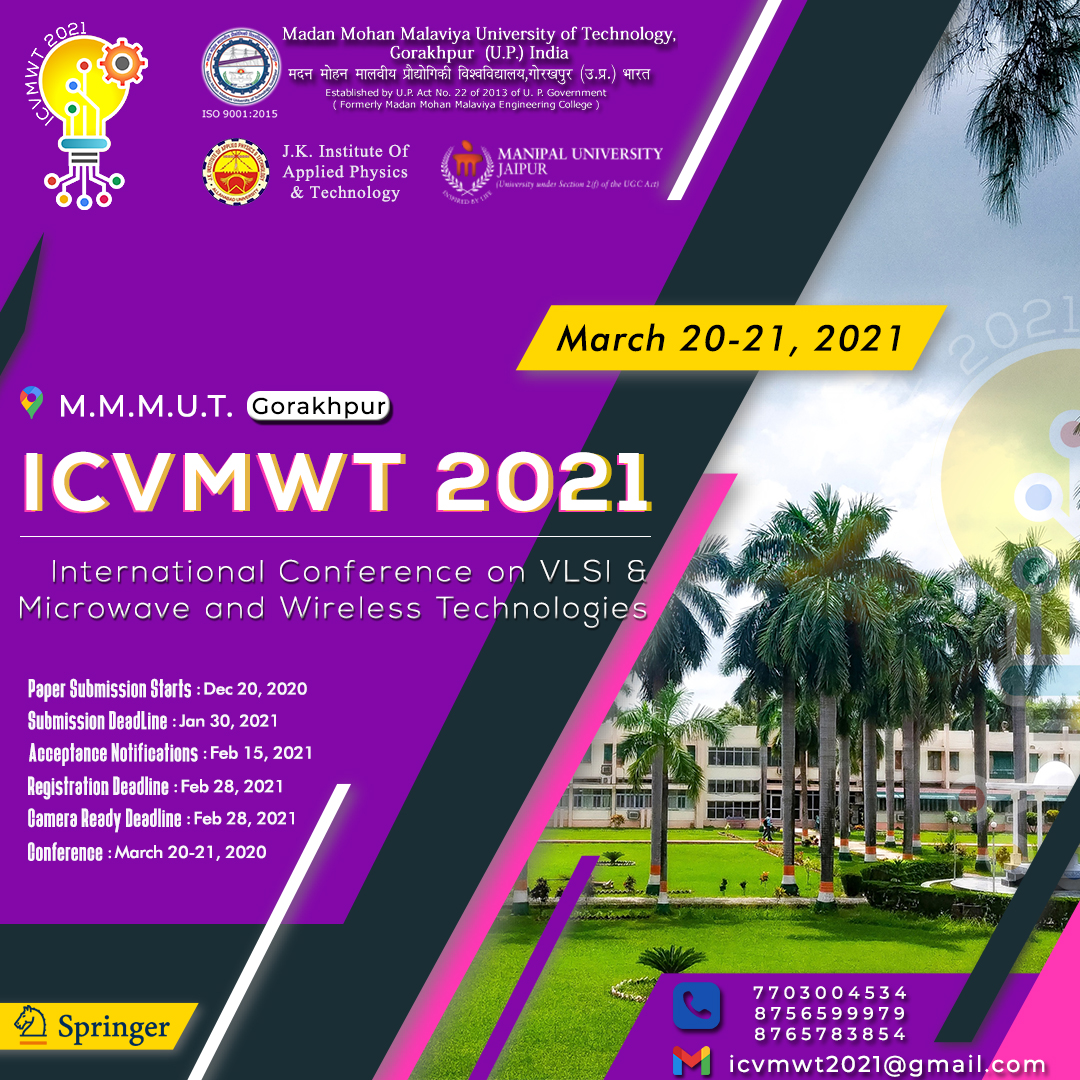 ICVMWT 2021
Madan Mohan Malaviya University of Technology,
Gorakhpur (U.P.) India
मदन मोहन मालवीय प्रौद्योगिकी विश्वविद्यालय,गोरखपुर (उ.प्र.) भारत
Established by U.P. Act No. 22 of 2013 of U. P. Government
( Formerly Madan Mohan Malaviya Engineering College )
ISO 9001:2015
J.K. Institute Of
Applied Physics
& Technology
MANIPAL UNIVERSITY
JAIPUR
(University under Section 2(f) of the UGC Act)
INSPIRED BY LIFE
2021
March 20-21, 2021
M.M.M.U.T. Gorakhpur
ICVMWT 2021
International Conference on VLSI &
Microwave and Wireless Technologies
Paper Submission Starts : Dec 20, 2020
Submission DeadLine : Jan 30, 2021
Acceptance Notifications : Feb 15, 2021
Registration Deadline : Feb 28, 2021
Camera Ready Deadline : Feb 28, 2021
Conference : March 20-21, 2020
Springer
7703004534
8756599979
8765783854
icvmwt2021@gmail.com